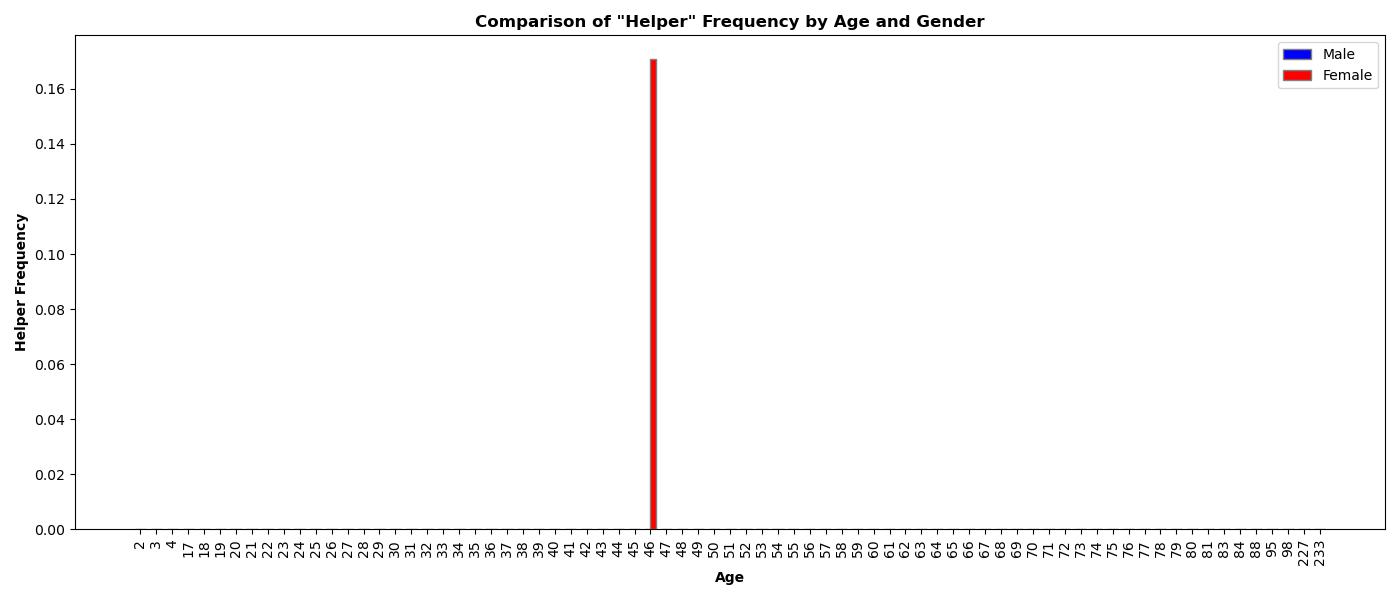 Comparison of "Helper" Frequency by Age and Gender
Male
Female
0.16
0.14
0.12
0.10
0.08
0.06
0.04
0.02
0.00
Helper Frequency
2 3 4 17 18 19 20 21 22 23 24 25 26 27 28 29 30 31 32 33 34 35 36 37 38 39 40 41 42 43 44 45 46 47 48 49 50 51 52 53 54 55 56 57 58 59 60 61 62 63 64 65 66 67 68 69 70 71 72 73 74 75 76 77 78 79 80 81 83 84 88 95 98 227 233
Age